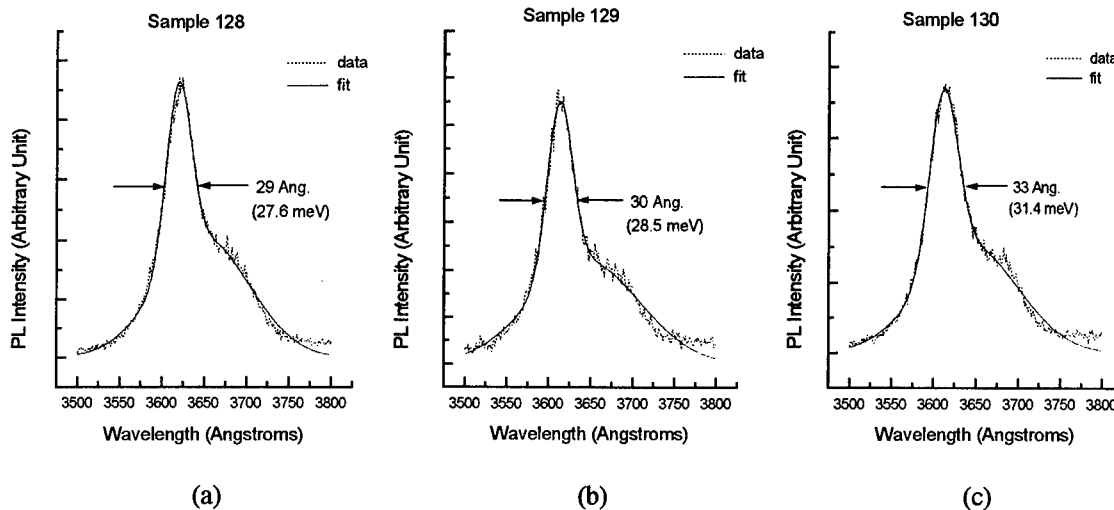 Sample 128
data
fit
PL Intensity (Arbitrary Unit)
29 Ang.
(27.6 meV)
3500 3550 3600 3650 3700 3750 3800
Wavelength (Angstroms)
(a)
Sample 129
data
fit
PL Intensity (Arbitrary Unit)
30 Ang.
(28.5 meV)
3500 3550 3600 3650 3700 3750 3800
Wavelength (Angstroms)
(b)
Sample 130
data
fit
PL Intensity (Arbitrary Unit)
33 Ang.
(31.4 meV)
3500 3550 3600 3650 3700 3750 3800
Wavelength (Angstroms)
(c)